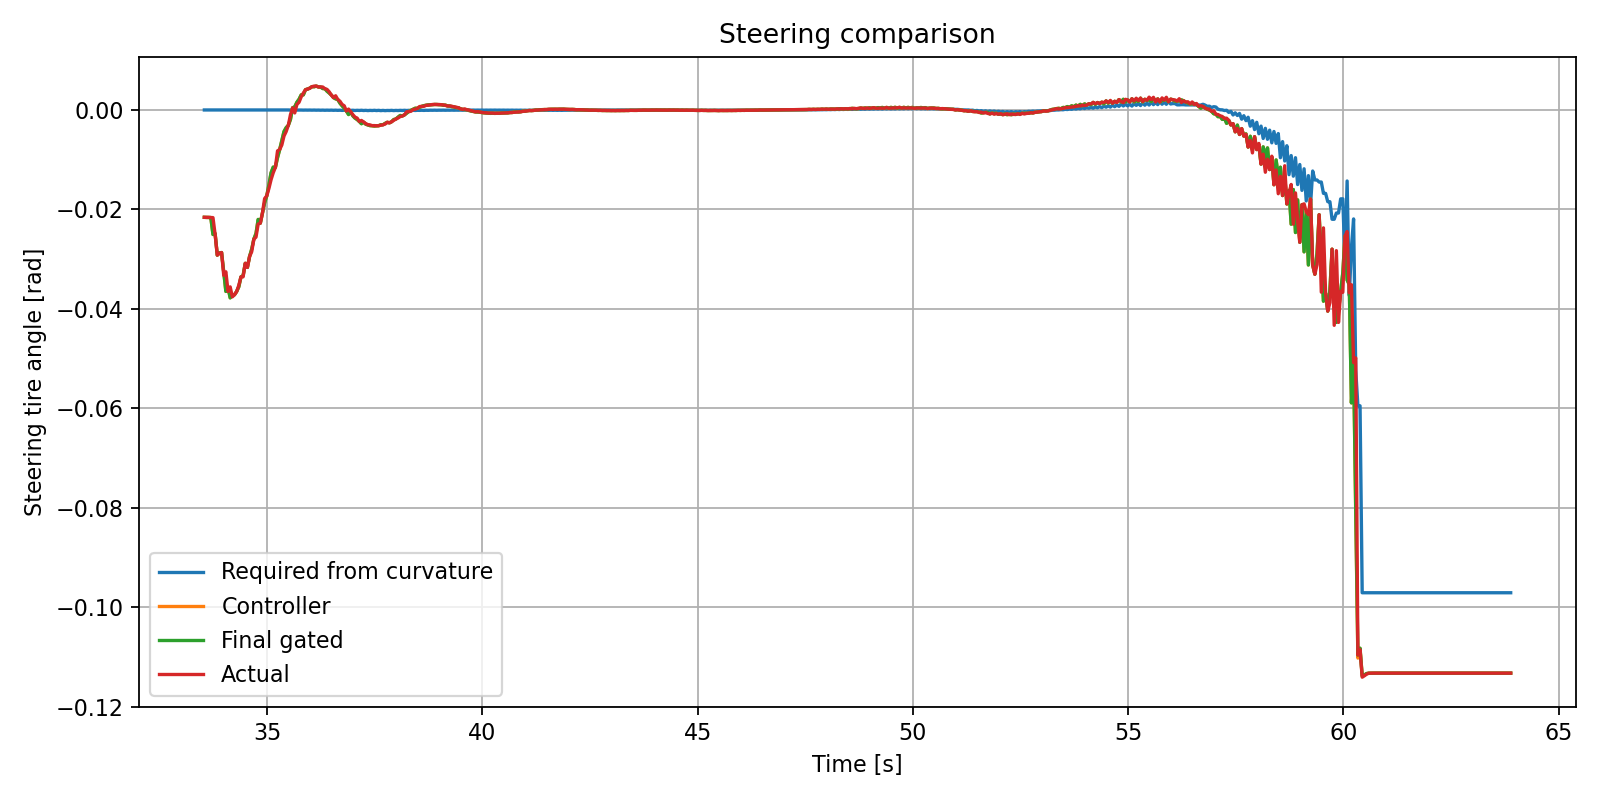 Steering comparison
0.00
−0.02
−0.04
−0.06
−0.08
−0.10
−0.12
Steering tire angle [rad]
Required from curvature
Controller
Final gated
Actual
35 40 45 50 55 60 65
Time [s]